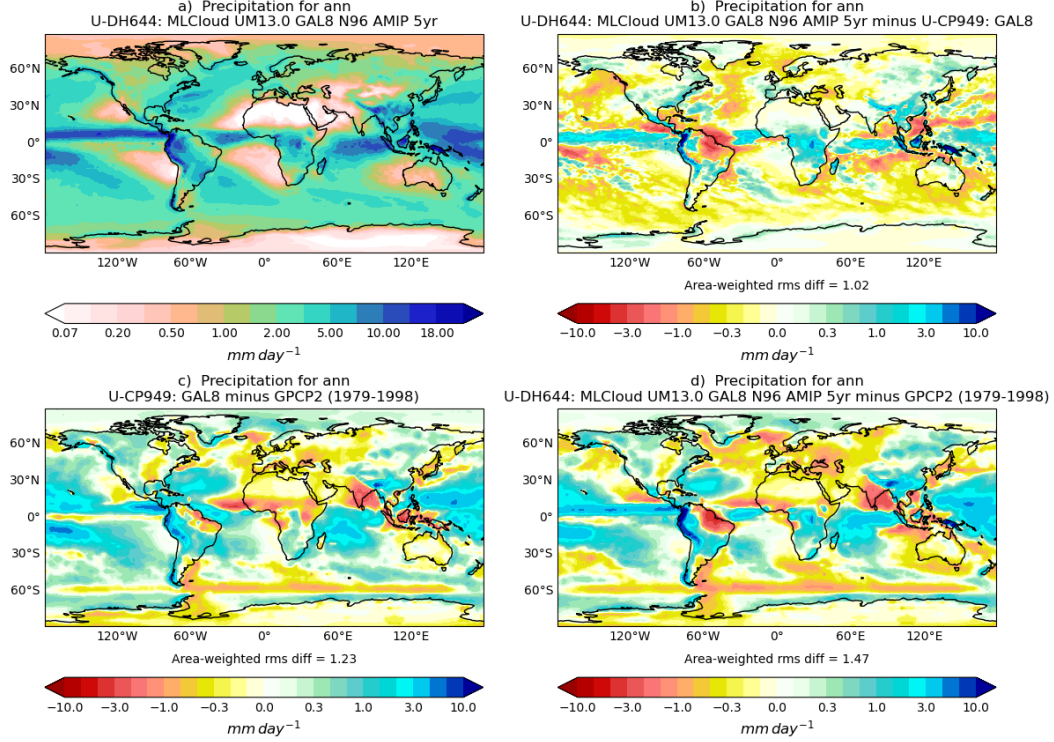 a) Precipitation for ann
U-DH644: MLCloud UM13.0 GAL8 N96 AMIP 5yr
60°N
30°N
0°
30°S
60°S
120°W 60°W 0° 60°E 120°E
0.07 0.20 0.50 1.00 2.00 5.00 10.00 18.00
mm day⁻¹
b) Precipitation for ann
U-DH644: MLCloud UM13.0 GAL8 N96 AMIP 5yr minus U-CP949: GAL8
60°N
30°N
0°
30°S
60°S
120°W 60°W 0° 60°E 120°E
Area-weighted rms diff = 1.02
−10.0 −3.0 −1.0 −0.3 0.0 0.3 1.0 3.0 10.0
mm day⁻¹
c) Precipitation for ann
U-CP949: GAL8 minus GPCP2 (1979-1998)
60°N
30°N
0°
30°S
60°S
120°W 60°W 0° 60°E 120°E
Area-weighted rms diff = 1.23
−10.0 −3.0 −1.0 −0.3 0.0 0.3 1.0 3.0 10.0
mm day⁻¹
d) Precipitation for ann
U-DH644: MLCloud UM13.0 GAL8 N96 AMIP 5yr minus GPCP2 (1979-1998)
60°N
30°N
0°
30°S
60°S
120°W 60°W 0° 60°E 120°E
Area-weighted rms diff = 1.47
−10.0 −3.0 −1.0 −0.3 0.0 0.3 1.0 3.0 10.0
mm day⁻¹